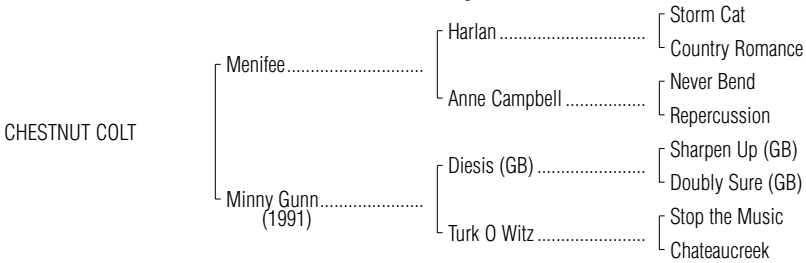 Storm Cat
Harlan ...............................
Country Romance
Menifee.............................
Never Bend
Anne Campbell .................
Repercussion
CHESTNUT COLT
Sharpen Up (GB)
Diesis (GB) .......................
Doubly Sure (GB)
Minny Gunn......................
(1991)
Stop the Music
Turk O Witz .......................
Chateaucreek